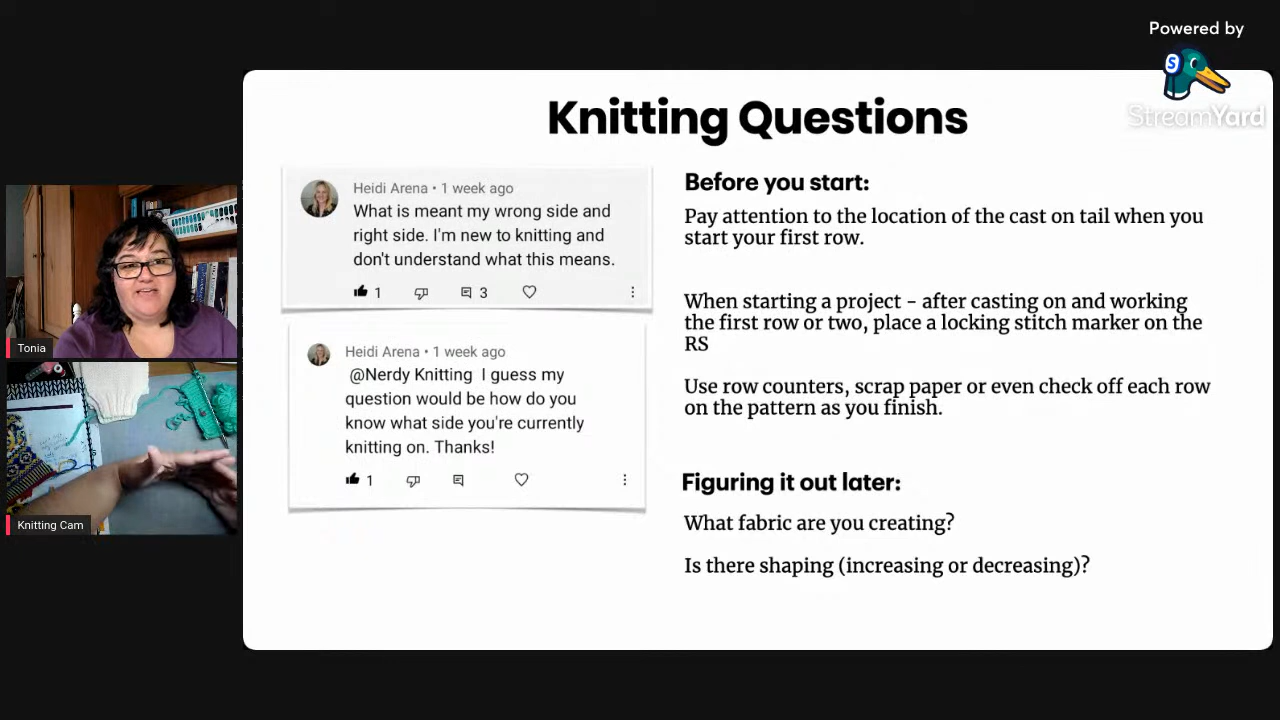 Powered by
StreamYard
Knitting Questions
Heidi Arena • 1 week ago
What is meant my wrong side and
right side. I'm new to knitting and
don't understand what this means.
1
3
Heidi Arena • 1 week ago
@Nerdy Knitting I guess my
question would be how do you
know what side you're currently
knitting on. Thanks!
1
Before you start:
Pay attention to the location of the cast on tail when you
start your first row.
When starting a project - after casting on and working
the first row or two, place a locking stitch marker on the
RS
Use row counters, scrap paper or even check off each row
on the pattern as you finish.
Figuring it out later:
What fabric are you creating?
Is there shaping (increasing or decreasing)?
Tonia
Knitting Cam